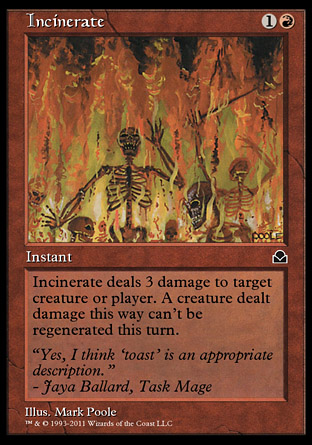 Incinerate 1
POOLE
Instant
Incinerate deals 3 damage to target
creature or player. A creature dealt
damage this way can't be
regenerated this turn.
"Yes, I think 'toast' is an appropriate
description."
- Jaya Ballard, Task Mage
Illus. Mark Poole
™ & © 1993-2011 Wizards of the Coast LLC